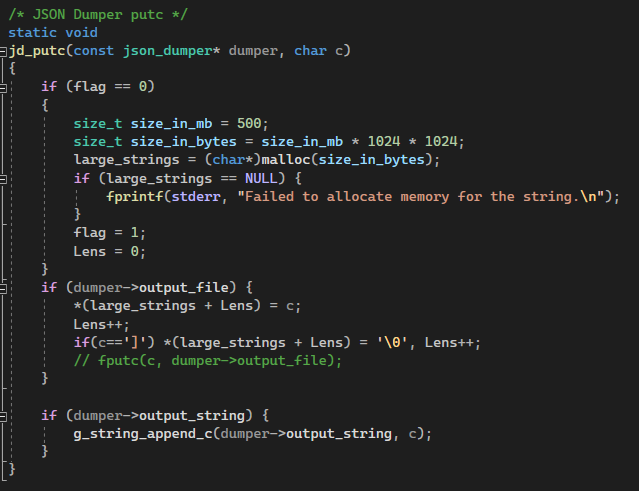 /* JSON Dumper putc */
static void
jd_putc(const json_dumper* dumper, char c)
{
    if (flag == 0)
    {
        size_t size_in_mb = 500;
        size_t size_in_bytes = size_in_mb * 1024 * 1024;
        large_strings = (char*)malloc(size_in_bytes);
        if (large_strings == NULL) {
            fprintf(stderr, "Failed to allocate memory for the string.\n");
        }
        flag = 1;
        Lens = 0;
    }
    if (dumper->output_file) {
        *(large_strings + Lens) = c;
        Lens++;
        if(c==']') *(large_strings + Lens) = '\0', Lens++;
        // fputc(c, dumper->output_file);
    }

    if (dumper->output_string) {
        g_string_append_c(dumper->output_string, c);
    }
}